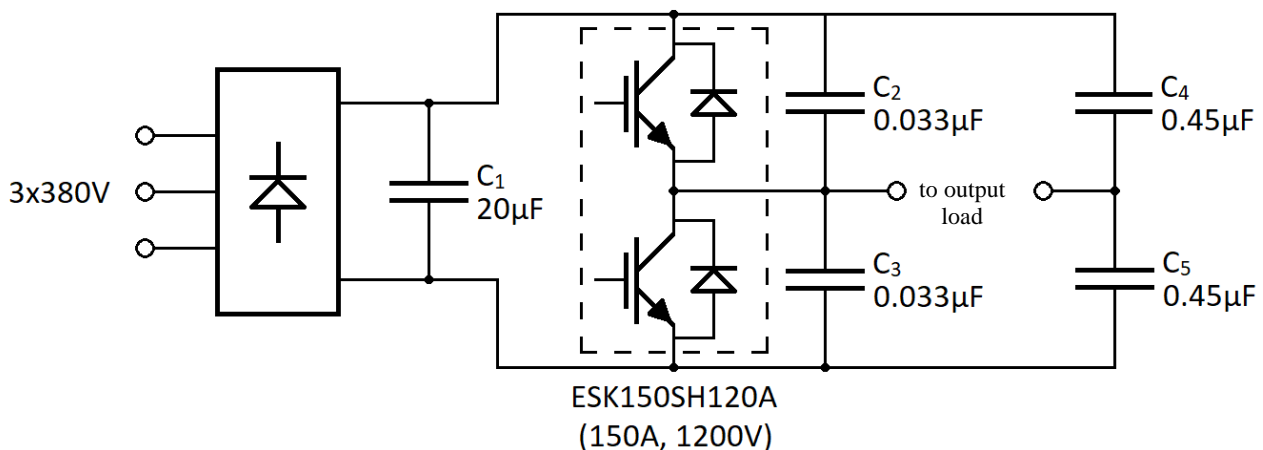 3x380V
C₁
20μF
C₂
0.033μF
C₄
0.45μF
to output
load
C₃
0.033μF
C₅
0.45μF
ESK150SH120A
(150A, 1200V)